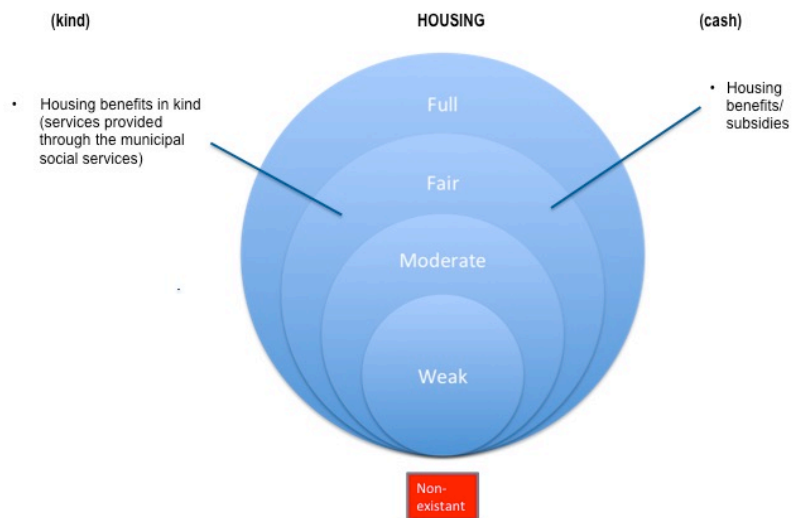 (kind)
HOUSING
(cash)
• Housing benefits in kind
(services provided
through the municipal
social services)
• Housing
benefits/
subsidies
Full
Fair
Moderate
Weak
Non-
existant